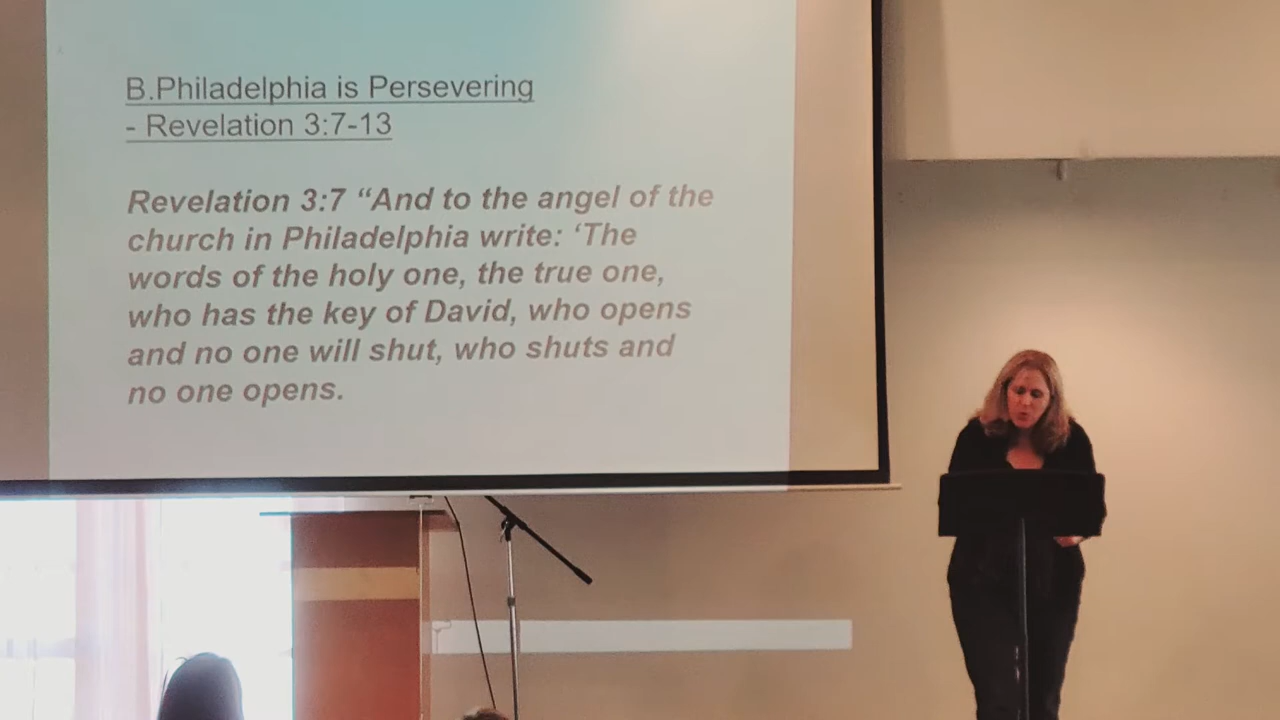 B.Philadelphia is Persevering
- Revelation 3:7-13
Revelation 3:7 “And to the angel of the
church in Philadelphia write: ‘The
words of the holy one, the true one,
who has the key of David, who opens
and no one will shut, who shuts and
no one opens.